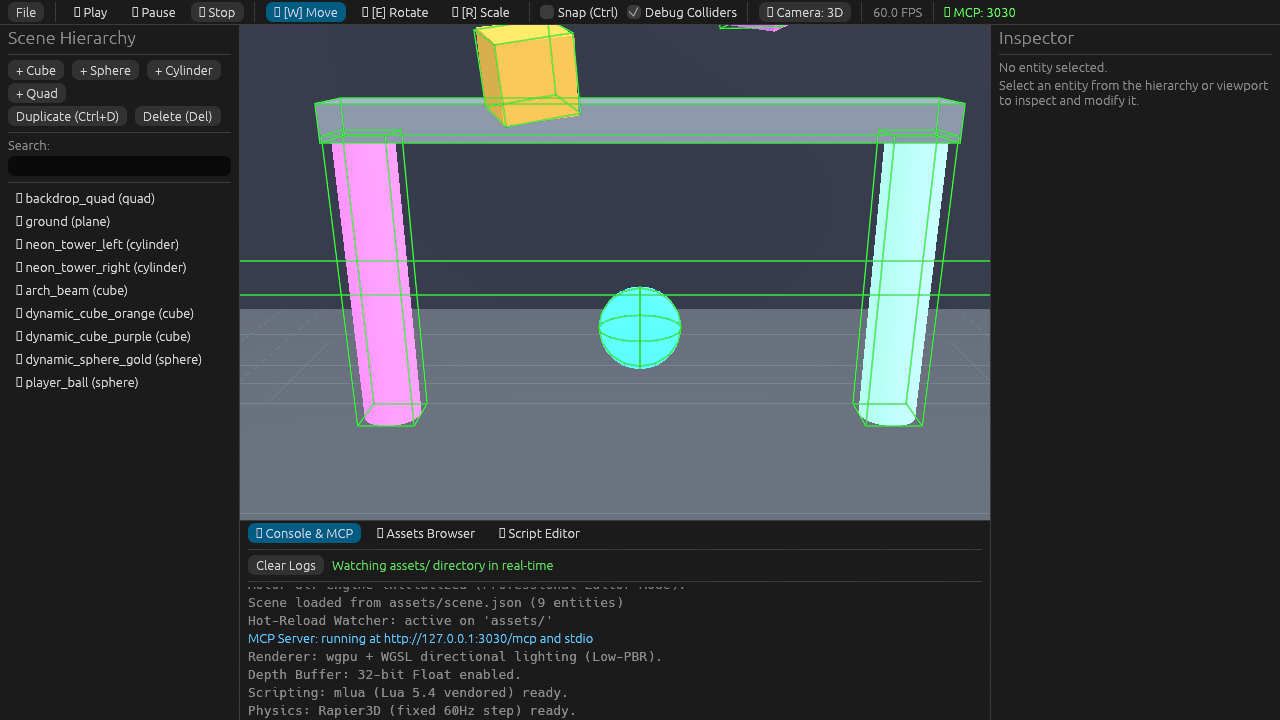 File Play Pause Stop [W] Move [E] Rotate [R] Scale Snap (Ctrl) Debug Colliders Camera: 3D 60.0 FPS MCP: 3030
Scene Hierarchy
+ Cube + Sphere + Cylinder
+ Quad
Duplicate (Ctrl+D) Delete (Del)
Search:
backdrop_quad (quad)
ground (plane)
neon_tower_left (cylinder)
neon_tower_right (cylinder)
arch_beam (cube)
dynamic_cube_orange (cube)
dynamic_cube_purple (cube)
dynamic_sphere_gold (sphere)
player_ball (sphere)
Console & MCP Assets Browser Script Editor
Clear Logs Watching assets/ directory in real-time
Scene loaded from assets/scene.json (9 entities)
Hot-Reload Watcher: active on 'assets/'
MCP Server: running at http://127.0.0.1:3030/mcp and stdio
Renderer: wgpu + WGSL directional lighting (Low-PBR).
Depth Buffer: 32-bit Float enabled.
Scripting: mlua (Lua 5.4 vendored) ready.
Physics: Rapier3D (fixed 60Hz step) ready.
Inspector
No entity selected.
Select an entity from the hierarchy or viewport
to inspect and modify it.